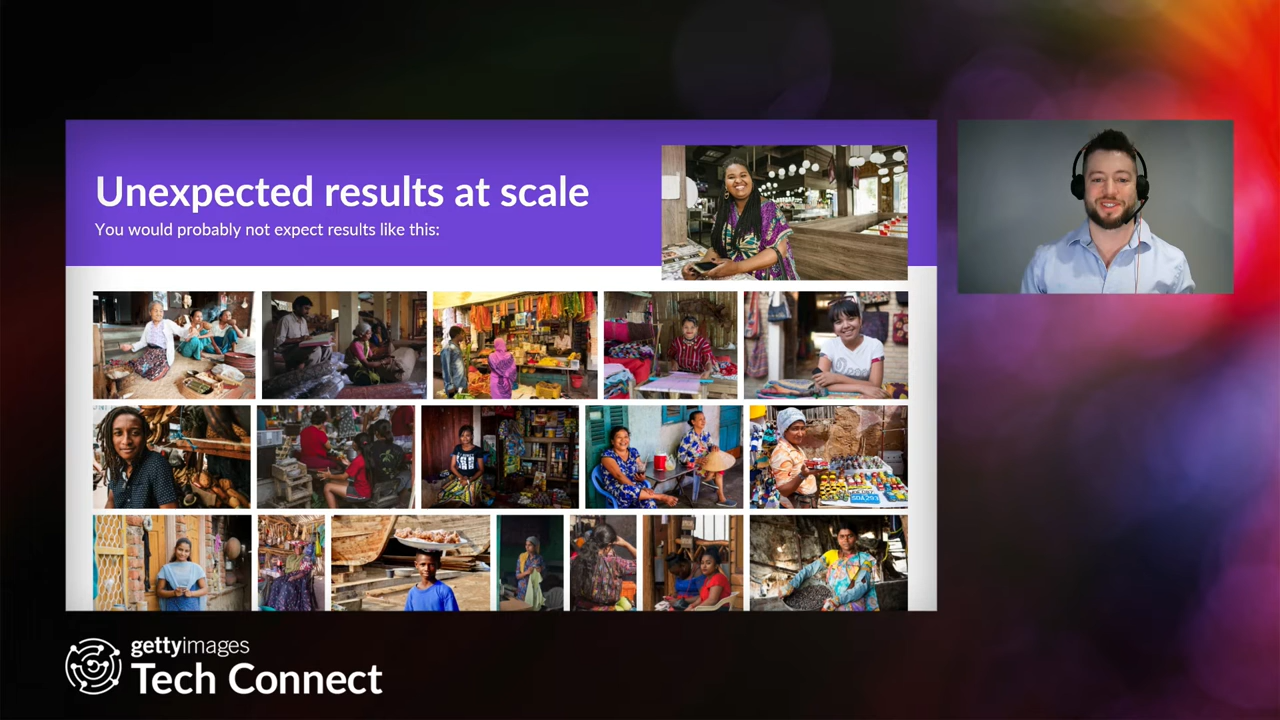 Unexpected results at scale
You would probably not expect results like this:
gettyimages
Tech Connect